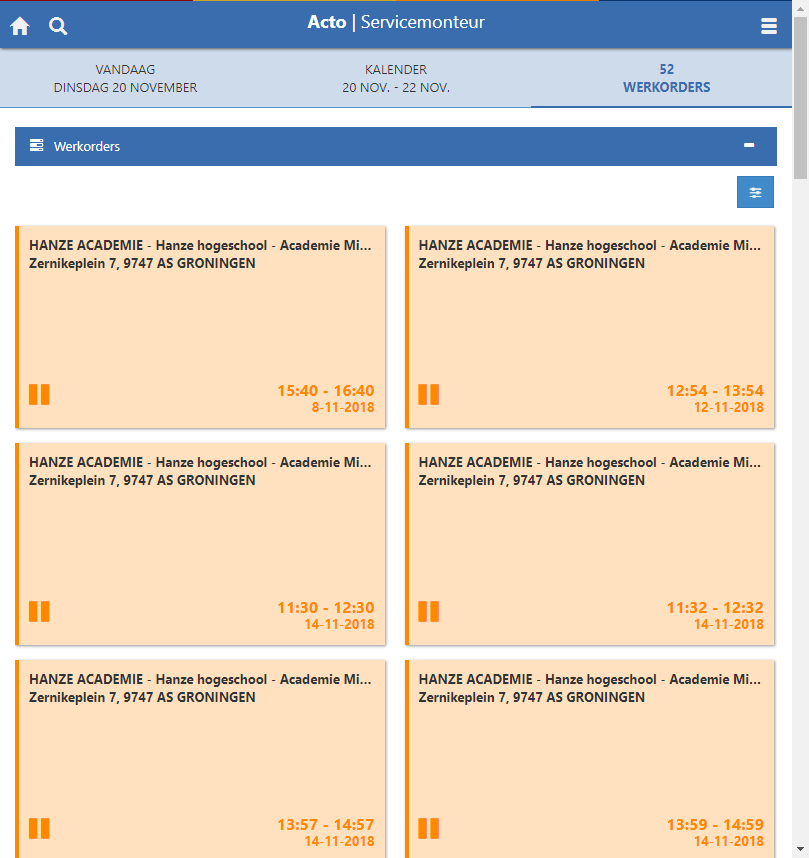 Acto | Servicemonteur
VANDAAG
DINSDAG 20 NOVEMBER
KALENDER
20 NOV. - 22 NOV.
52
WERKORDERS
Werkorders
HANZE ACADEMIE - Hanze hogeschool - Academie Mi...
Zernikeplein 7, 9747 AS GRONINGEN
15:40 - 16:40
8-11-2018
HANZE ACADEMIE - Hanze hogeschool - Academie Mi...
Zernikeplein 7, 9747 AS GRONINGEN
12:54 - 13:54
12-11-2018
HANZE ACADEMIE - Hanze hogeschool - Academie Mi...
Zernikeplein 7, 9747 AS GRONINGEN
11:30 - 12:30
14-11-2018
HANZE ACADEMIE - Hanze hogeschool - Academie Mi...
Zernikeplein 7, 9747 AS GRONINGEN
11:32 - 12:32
14-11-2018
HANZE ACADEMIE - Hanze hogeschool - Academie Mi...
Zernikeplein 7, 9747 AS GRONINGEN
13:57 - 14:57
14-11-2018
HANZE ACADEMIE - Hanze hogeschool - Academie Mi...
Zernikeplein 7, 9747 AS GRONINGEN
13:59 - 14:59
14-11-2018